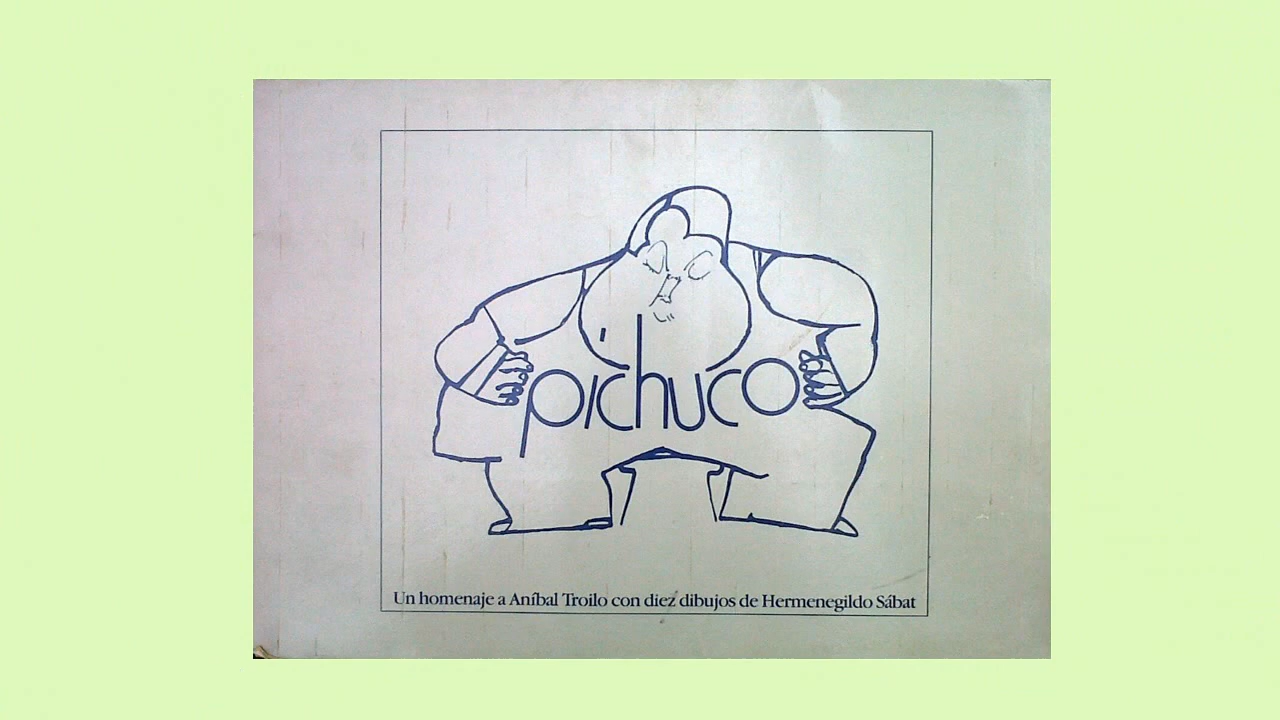 pichuco
Un homenaje a Aníbal Troilo con diez dibujos de Hermenegildo Sábat